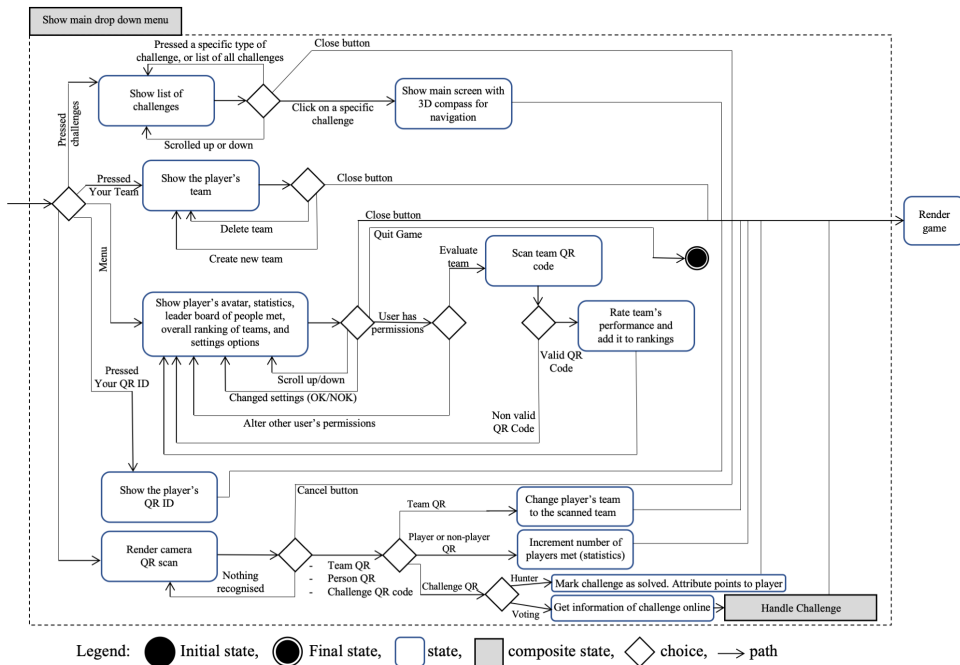 Show main drop down menu
Pressed a specific type of
challenge, or list of all challenges
Close button
Show list of
challenges
Click on a specific
challenge
Show main screen with
3D compass for
navigation
Pressed
challenges
Scrolled up or down
Pressed
Your Team
Show the player's
team
Close button
Delete team
Create new team
Render
game
Close button
Quit Game
Menu
Evaluate
team
Scan team QR
code
Show player's avatar, statistics,
leader board of people met,
overall ranking of teams, and
settings options
User has
permissions
Rate team's
performance and
add it to rankings
Valid QR
Code
Scroll up/down
Changed settings (OK/NOK)
Alter other user's permissions
Non valid
QR Code
Pressed
Your QR ID
Show the player's
QR ID
Cancel button
Team QR
Change player's team
to the scanned team
Render camera
QR scan
Player or non-player
QR
Increment number of
players met (statistics)
Nothing
recognised
- Team QR
- Person QR
- Challenge QR code
Challenge QR
Hunter
Mark challenge as solved. Attribute points to player
Voting
Get information of challenge online
Handle Challenge
Legend: Initial state, Final state, state, composite state, choice, path